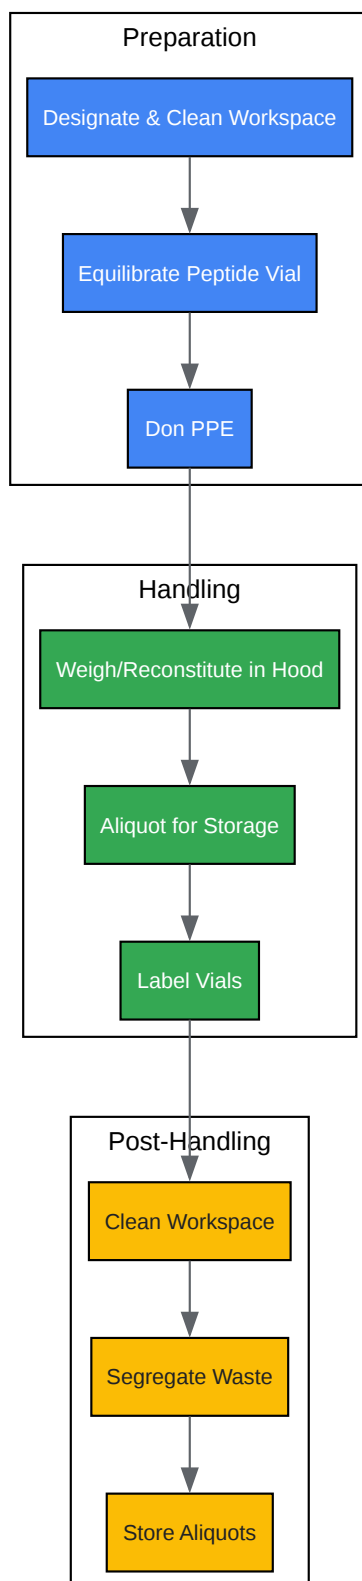 Preparation
Designate & Clean Workspace
Equilibrate Peptide Vial
Don PPE
Handling
Weigh/Reconstitute in Hood
Aliquot for Storage
Label Vials
Post-Handling
Clean Workspace
Segregate Waste
Store Aliquots